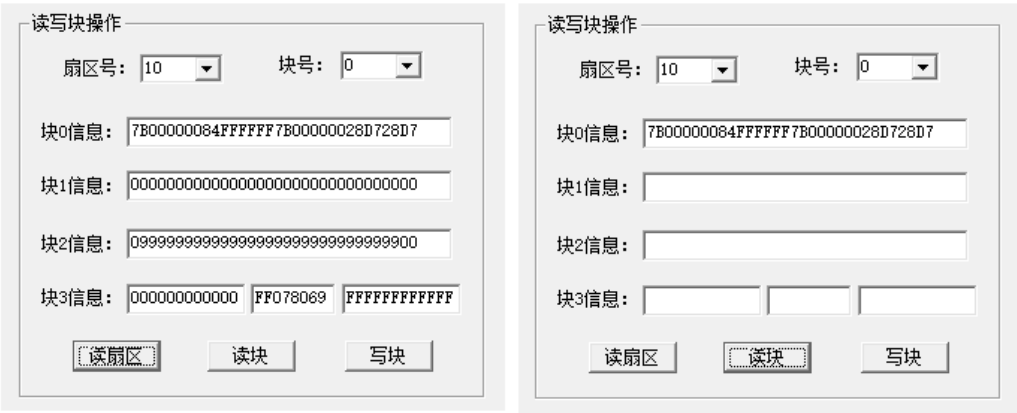 读写块操作
扇区号： 10 块号： 0
块0信息： 7B00000084FFFFFF7B00000028D728D7
块1信息： 00000000000000000000000000000000
块2信息： 09999999999999999999999999999900
块3信息： 000000000000 FF078069 FFFFFFFFFFFF
读扇区 读块 写块
读写块操作
扇区号： 10 块号： 0
块0信息： 7B00000084FFFFFF7B00000028D728D7
块1信息：
块2信息：
块3信息：
读扇区 读块 写块